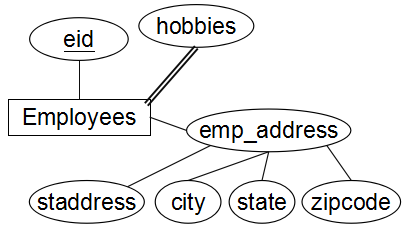 eid
hobbies
Employees
emp_address
staddress
city
state
zipcode